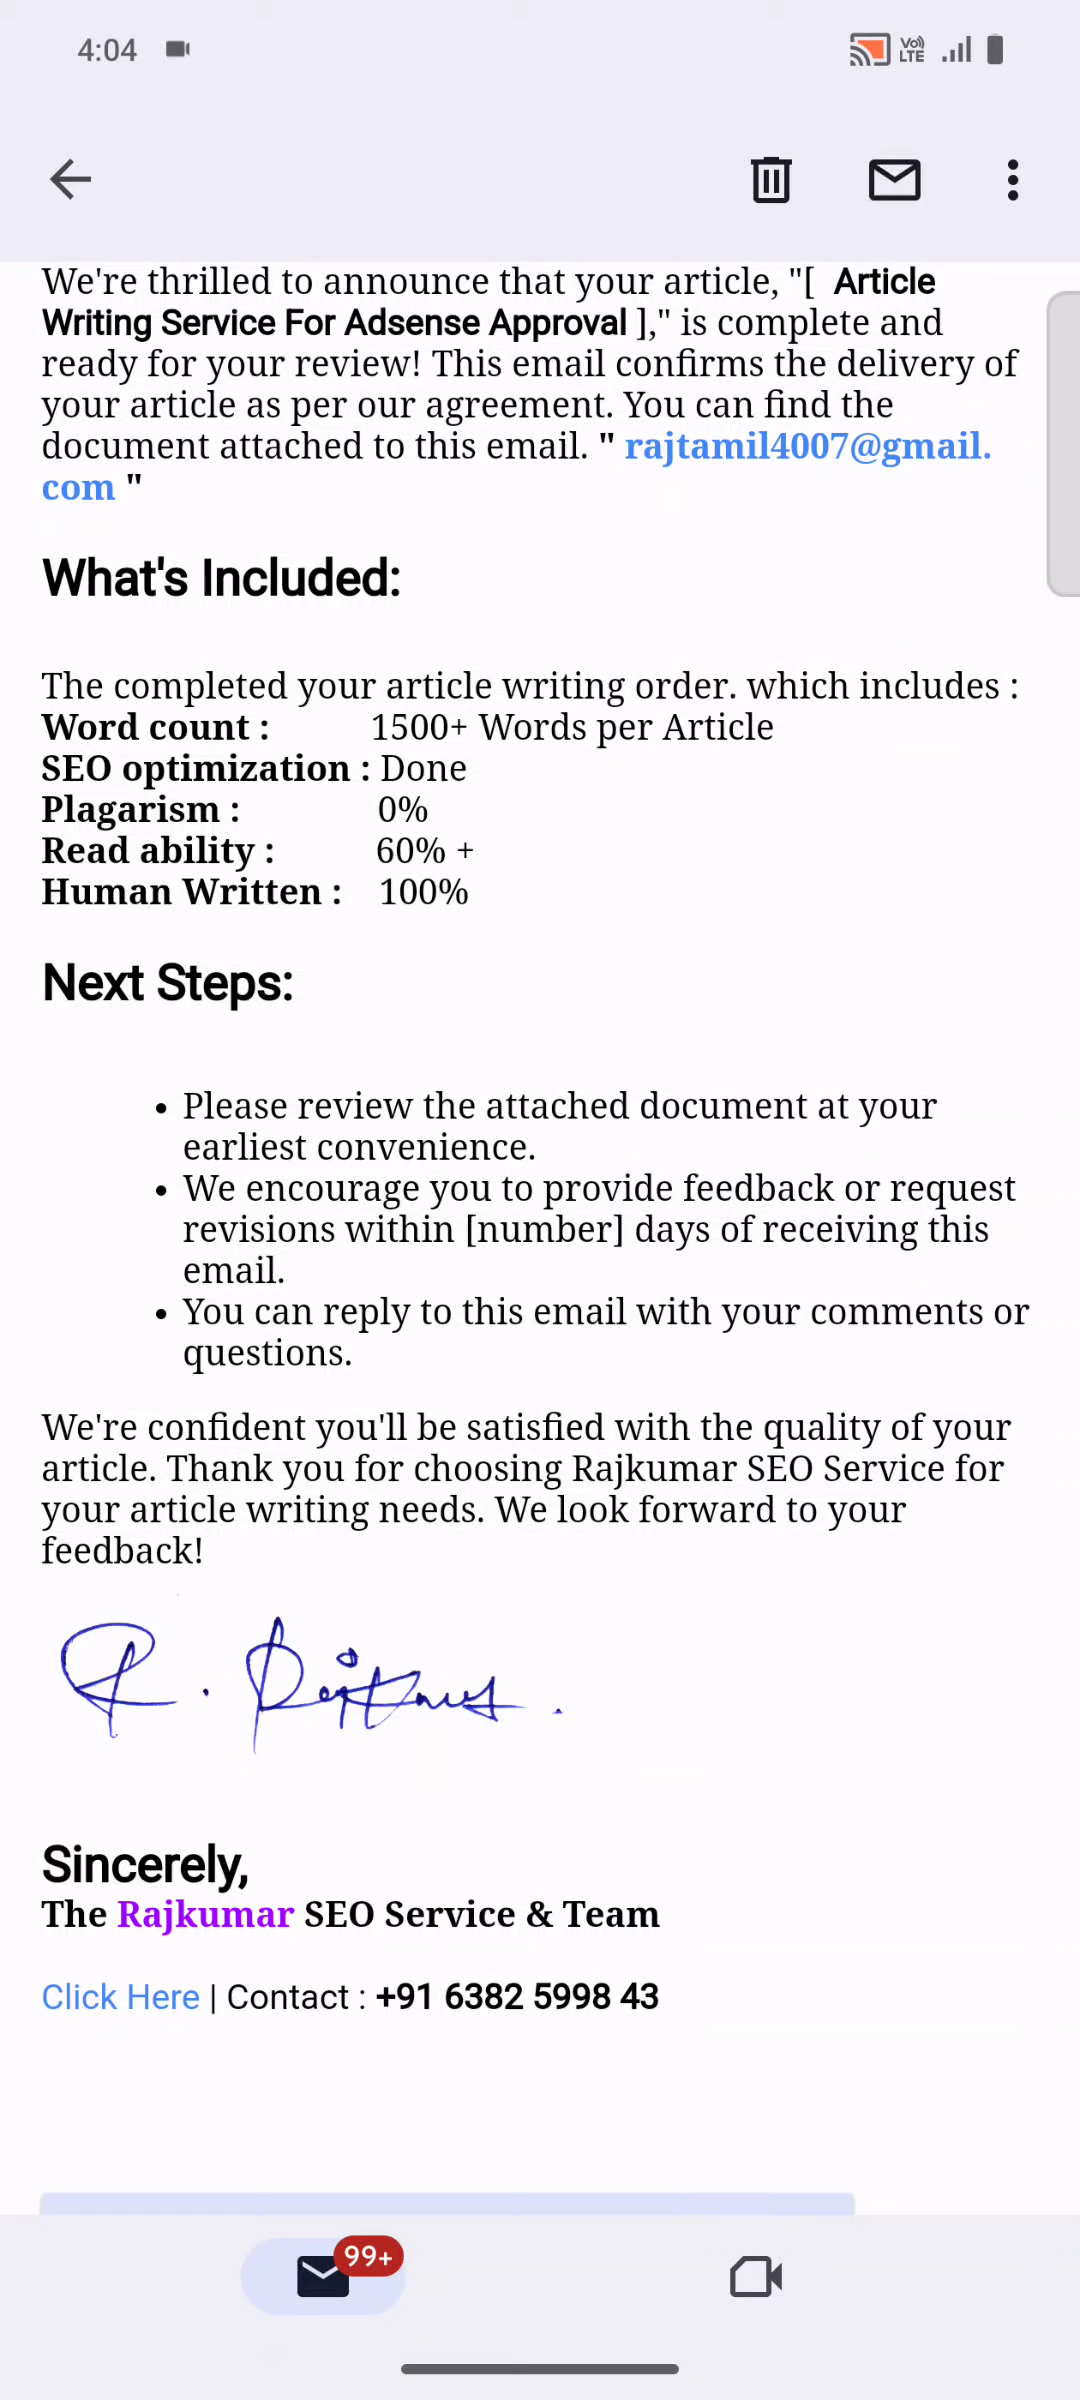 4:04
Vo)) LTE
We're thrilled to announce that your article, "[ Article
Writing Service For Adsense Approval ]," is complete and
ready for your review! This email confirms the delivery of
your article as per our agreement. You can find the
document attached to this email. " rajtamil4007@gmail.
com "
What's Included:
The completed your article writing order. which includes :
Word count : 1500+ Words per Article
SEO optimization : Done
Plagarism : 0%
Read ability : 60% +
Human Written : 100%
Next Steps:
• Please review the attached document at your
earliest convenience.
• We encourage you to provide feedback or request
revisions within [number] days of receiving this
email.
• You can reply to this email with your comments or
questions.
We're confident you'll be satisfied with the quality of your
article. Thank you for choosing Rajkumar SEO Service for
your article writing needs. We look forward to your
feedback!
Sincerely,
The Rajkumar SEO Service & Team
Click Here | Contact : +91 6382 5998 43
99+